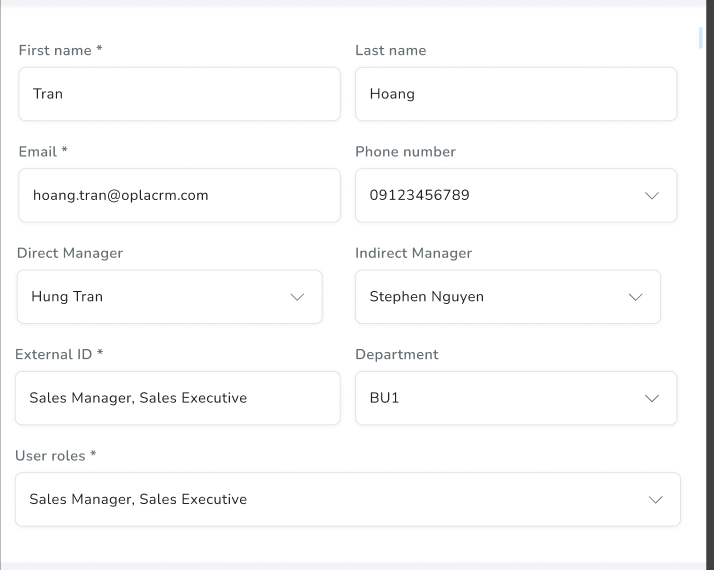 First name *
Last name
Tran
Hoang
Email *
Phone number
hoang.tran@oplacrm.com
09123456789
Direct Manager
Indirect Manager
Hung Tran
Stephen Nguyen
External ID *
Department
Sales Manager, Sales Executive
BU1
User roles *
Sales Manager, Sales Executive